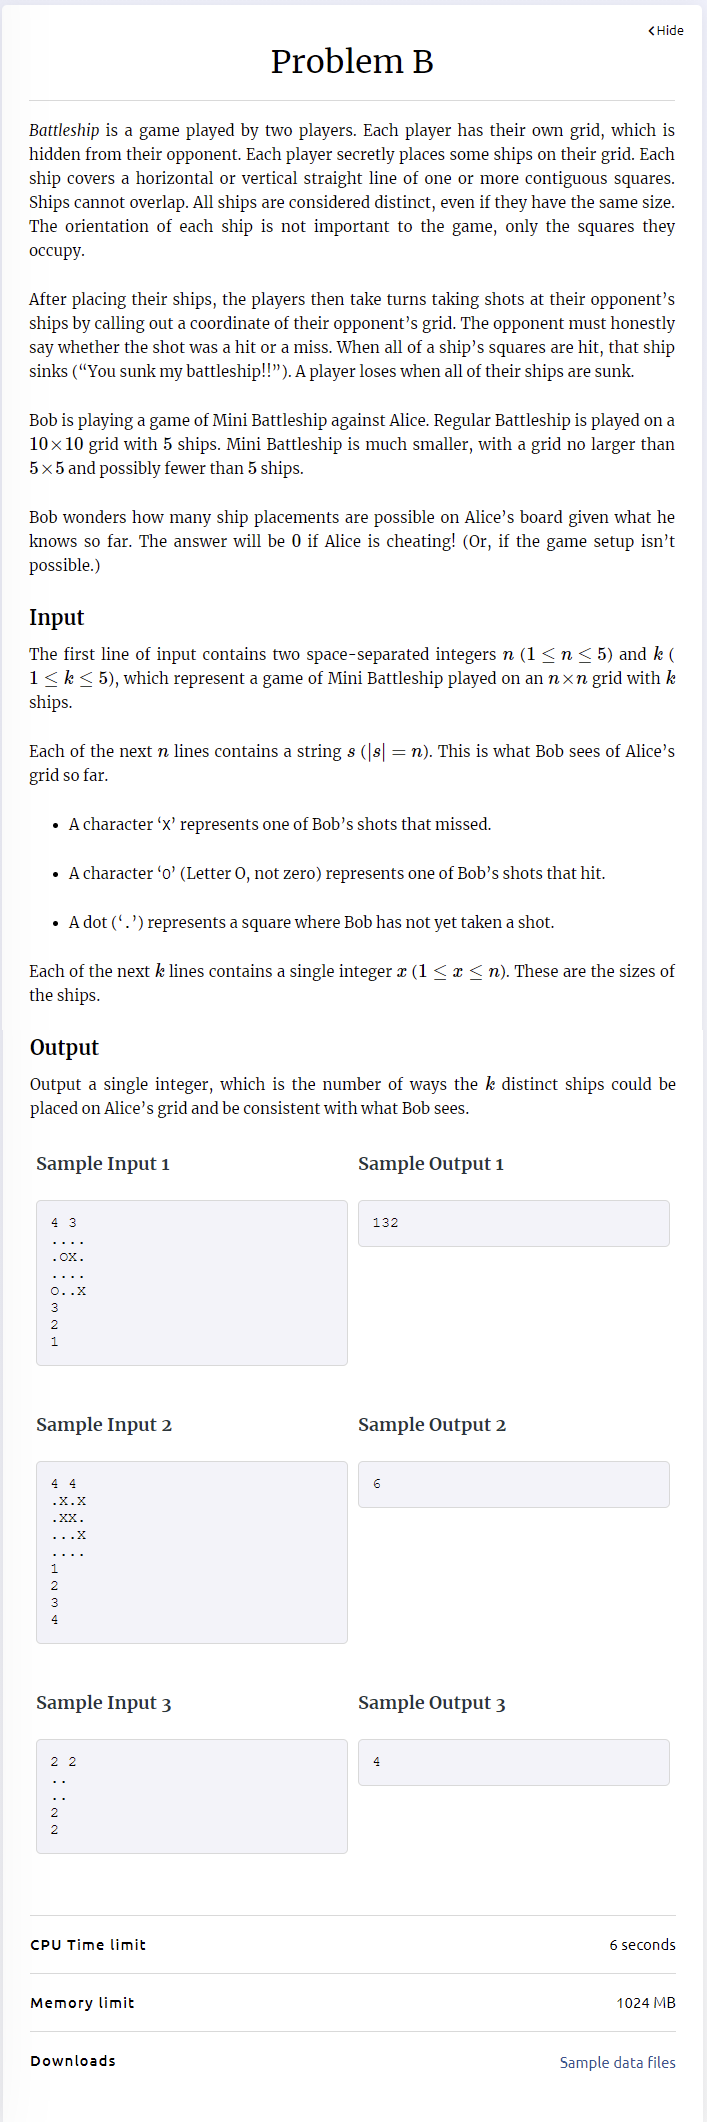 Hide
Problem B
Battleship is a game played by two players. Each player has their own grid, which is
hidden from their opponent. Each player secretly places some ships on their grid. Each
ship covers a horizontal or vertical straight line of one or more contiguous squares.
Ships cannot overlap. All ships are considered distinct, even if they have the same size.
The orientation of each ship is not important to the game, only the squares they
occupy.
After placing their ships, the players then take turns taking shots at their opponent’s
ships by calling out a coordinate of their opponent’s grid. The opponent must honestly
say whether the shot was a hit or a miss. When all of a ship’s squares are hit, that ship
sinks (“You sunk my battleship!!”). A player loses when all of their ships are sunk.
Bob is playing a game of Mini Battleship against Alice. Regular Battleship is played on a
10×10 grid with 5 ships. Mini Battleship is much smaller, with a grid no larger than
5×5 and possibly fewer than 5 ships.
Bob wonders how many ship placements are possible on Alice’s board given what he
knows so far. The answer will be 0 if Alice is cheating! (Or, if the game setup isn’t
possible.)
Input
The first line of input contains two space-separated integers n (1 ≤ n ≤ 5) and k (
1 ≤ k ≤ 5), which represent a game of Mini Battleship played on an n×n grid with k
ships.
Each of the next n lines contains a string s (|s| = n). This is what Bob sees of Alice’s
grid so far.
• A character ‘X’ represents one of Bob’s shots that missed.
• A character ‘O’ (Letter O, not zero) represents one of Bob’s shots that hit.
• A dot (‘.’) represents a square where Bob has not yet taken a shot.
Each of the next k lines contains a single integer x (1 ≤ x ≤ n). These are the sizes of
the ships.
Output
Output a single integer, which is the number of ways the k distinct ships could be
placed on Alice’s grid and be consistent with what Bob sees.
Sample Input 1
4 3
....
.OX.
....
O..X
3
2
1
Sample Output 1
132
Sample Input 2
4 4
.X.X
.XX.
...X
....
1
2
3
4
Sample Output 2
6
Sample Input 3
2 2
..
..
2
2
Sample Output 3
4
CPU Time limit 6 seconds
Memory limit 1024 MB
Downloads Sample data files